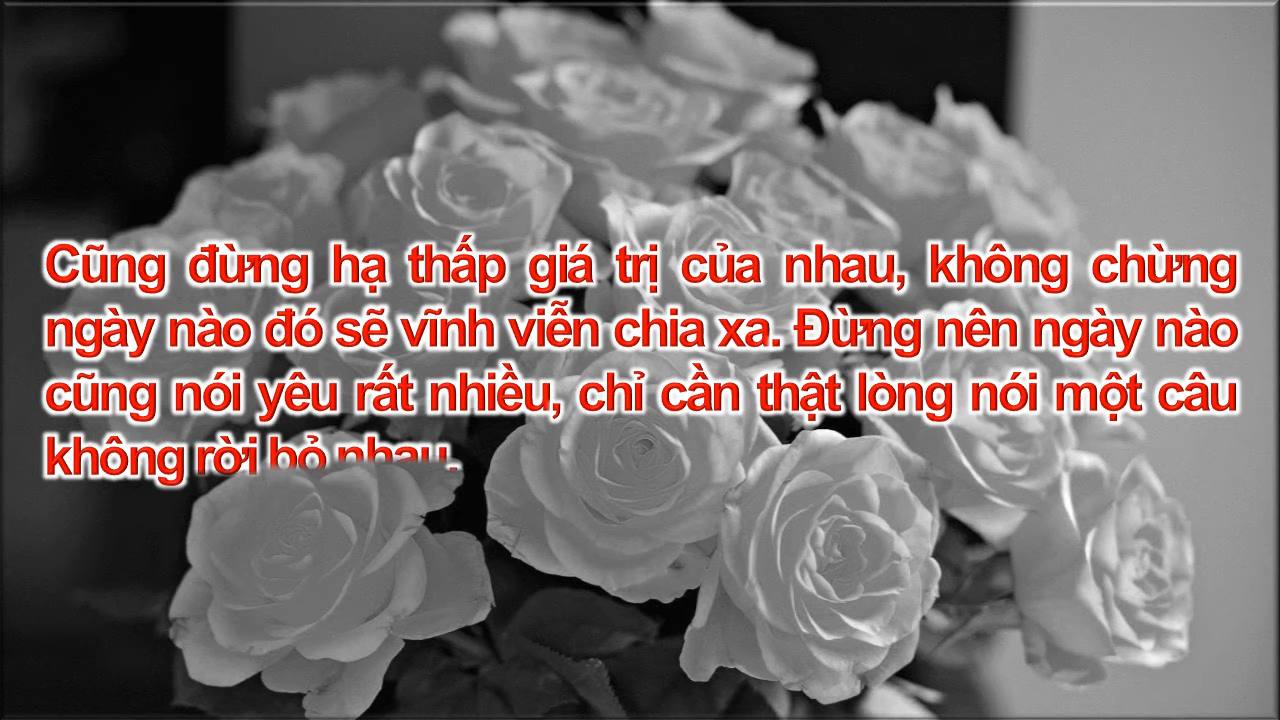 Cũng đừng hạ thấp giá trị của nhau, không chừng
ngày nào đó sẽ vĩnh viễn chia xa. Đừng nên ngày nào
cũng nói yêu rất nhiều, chỉ cần thật lòng nói một câu
không rời bỏ nhau.